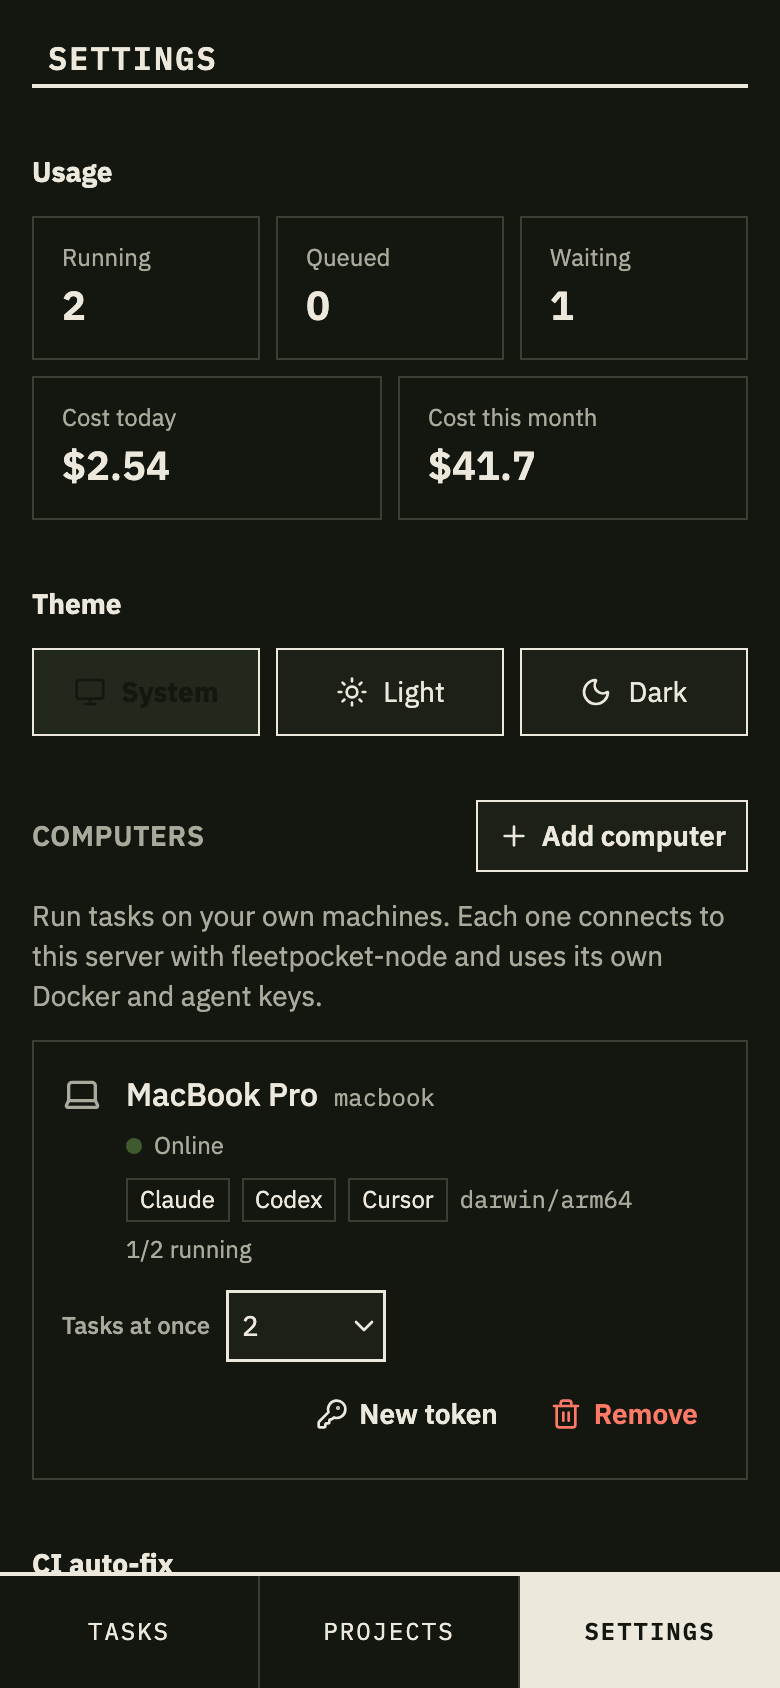 SETTINGS
Usage
Running
2
Queued
0
Waiting
1
Cost today
$2.54
Cost this month
$41.7
Theme
System
Light
Dark
COMPUTERS
Add computer
Run tasks on your own machines. Each one connects to
this server with fleetpocket-node and uses its own
Docker and agent keys.
MacBook Pro macbook
Online
Claude Codex Cursor darwin/arm64
1/2 running
Tasks at once 2
New token Remove
CI auto-fix
TASKS PROJECTS SETTINGS